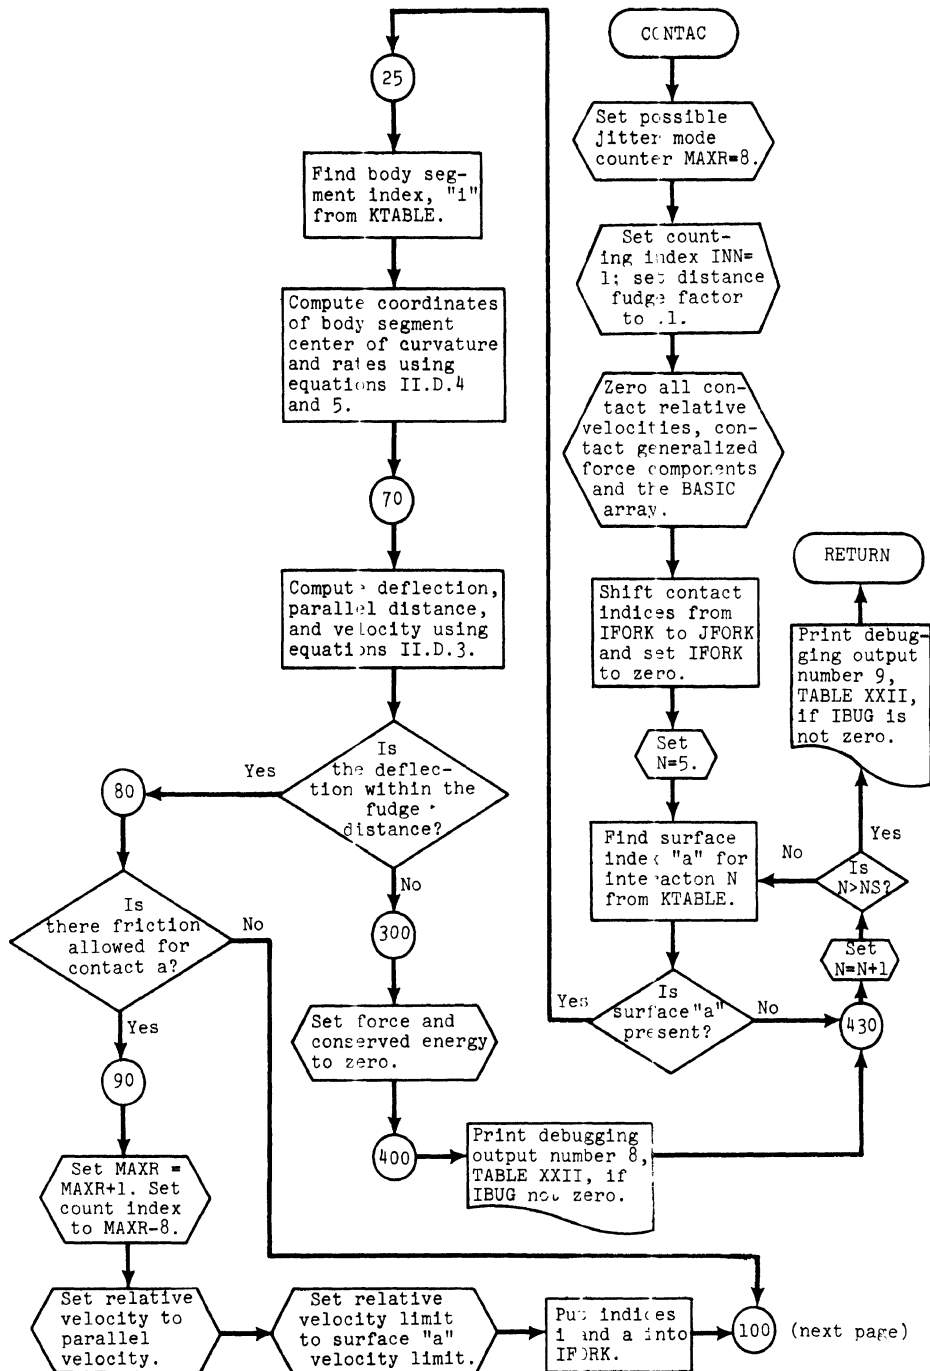 CONTAC
Set possible
jitter mode
counter MAXR=8.
Set count-
ing index INN=
1; set distance
fudge factor
to .1.
Zero all con-
tact relative
velocities, con-
tact generalized
force components
and the BASIC
array.
Shift contact
indices from
IFORK to JFORK
and set IFORK
to zero.
Set
N=5.
Find surface
index "a" for
interacton N
from KTABLE.
Is
surface "a"
present?
Yes
No
430
Set
N=N+1
Is
N>NS?
No
Yes
Print debug-
ging output
number 9,
TABLE XXII,
if IBUG is
not zero.
RETURN
25
Find body seg-
ment index, "i"
from KTABLE.
Compute coordinates
of body segment
center of curvature
and rates using
equations II.D.4
and 5.
70
Compute deflection,
parallel distance,
and velocity using
equations II.D.3.
Is
the deflec-
tion within the
fudge
distance?
Yes
No
300
Set force and
conserved energy
to zero.
400
Print debugging
output number 8,
TABLE XXII, if
IBUG not zero.
80
Is
there friction
allowed for
contact a?
No
Yes
90
Set MAXR =
MAXR+1. Set
count index
to MAXR-8.
Set relative
velocity to
parallel
velocity.
Set relative
velocity limit
to surface "a"
velocity limit.
Put indices
i and a into
IFORK.
100 (next page)